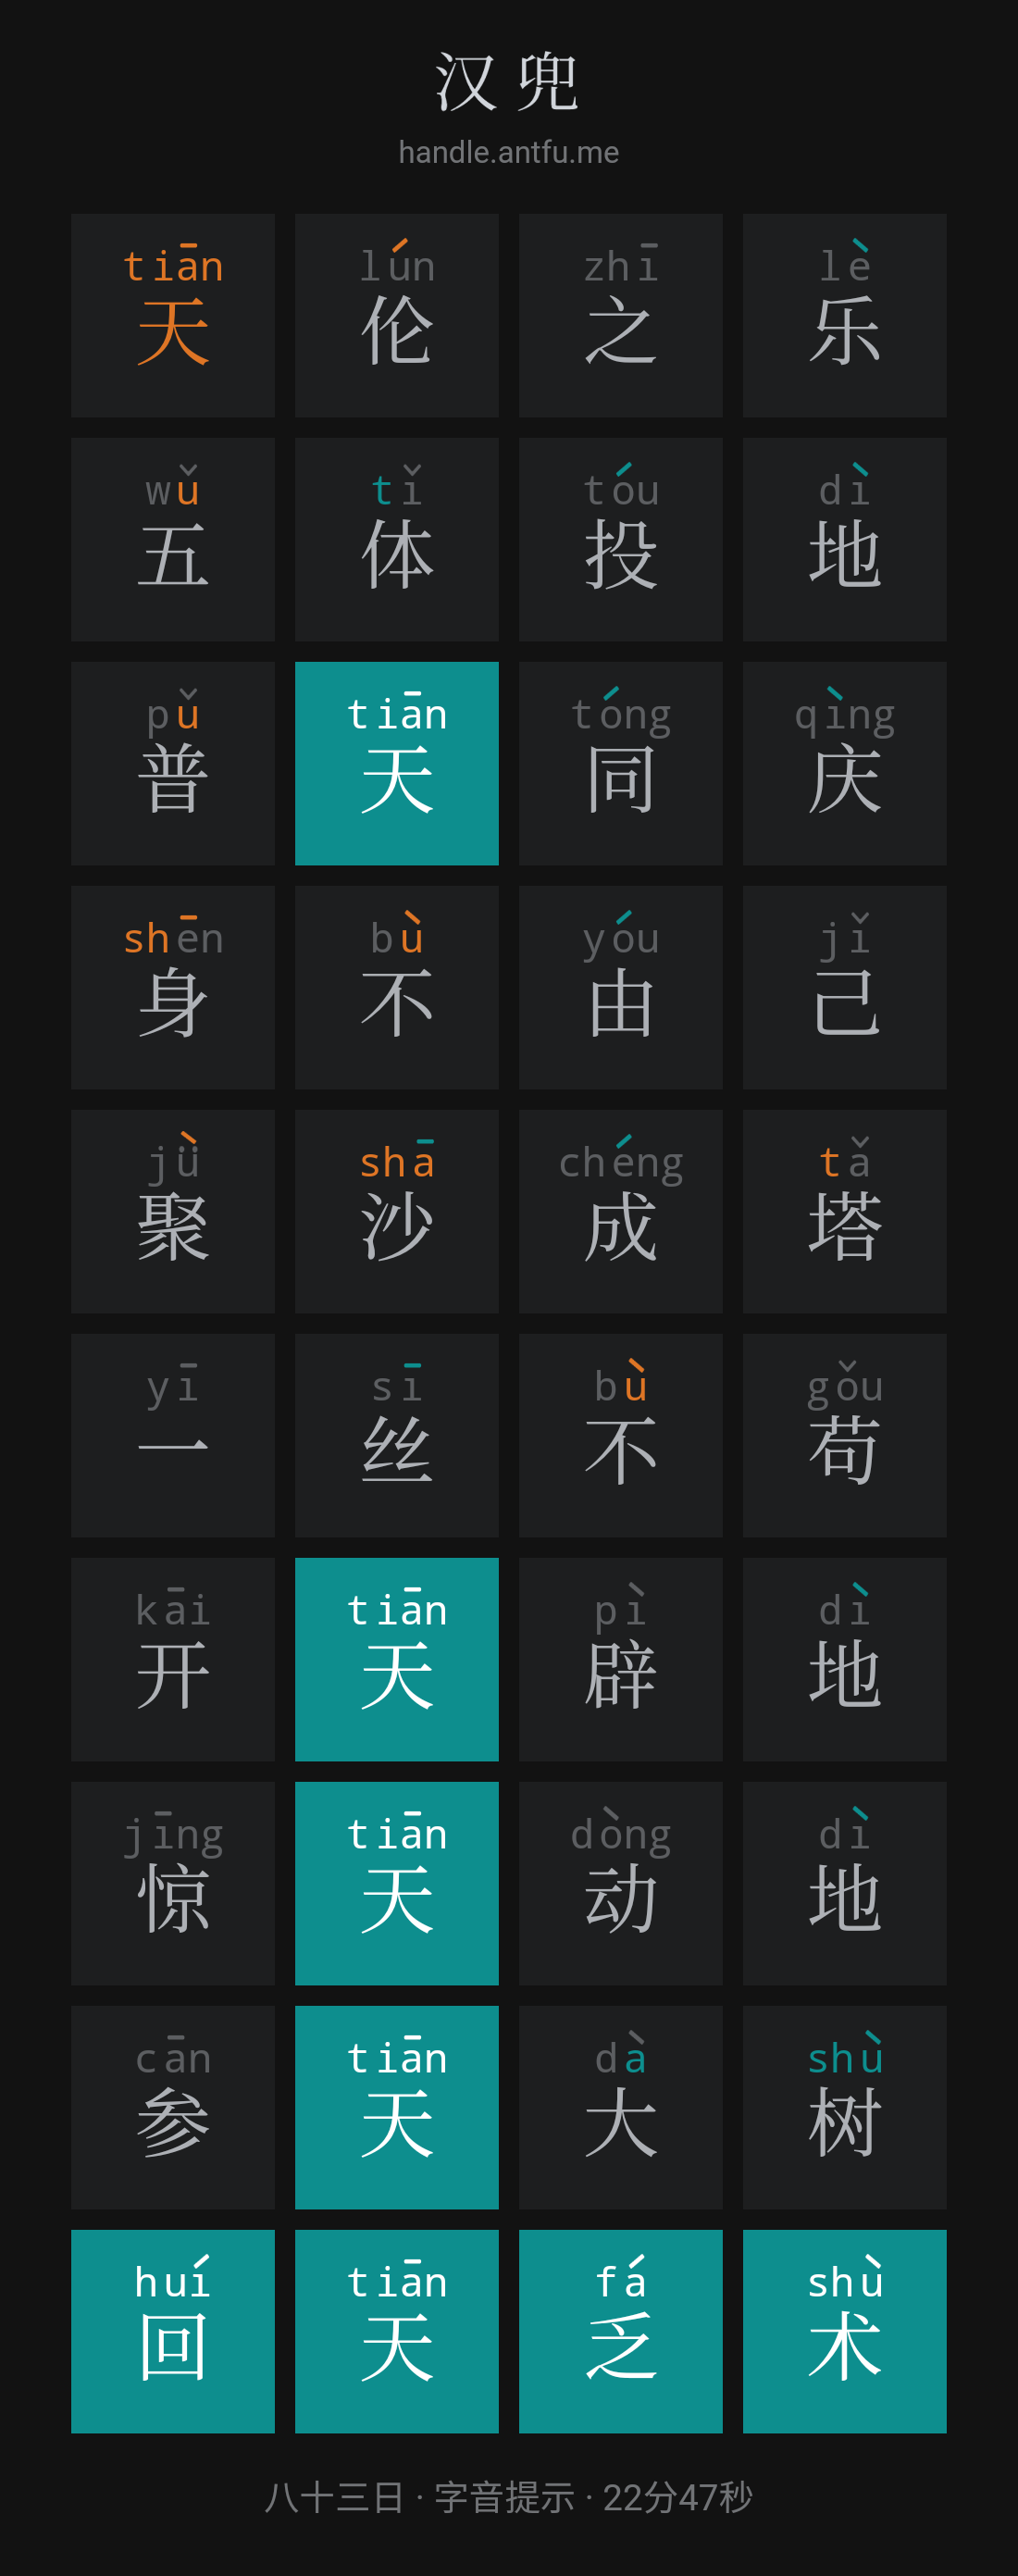 汉兜
handle.antfu.me
tiān lún zhī lè
天 伦 之 乐
wǔ tǐ tóu dì
五 体 投 地
pǔ tiān tóng qìng
普 天 同 庆
shēn bù yóu jǐ
身 不 由 己
jǜ shā chéng tǎ
聚 沙 成 塔
yī sī bù gǒu
一 丝 不 苟
kāi tiān pì dì
开 天 辟 地
jīng tiān dòng dì
惊 天 动 地
cān tiān dà shù
参 天 大 树
huí tiān fá shù
回 天 乏 术
八十三日 · 字音提示 · 22分47秒